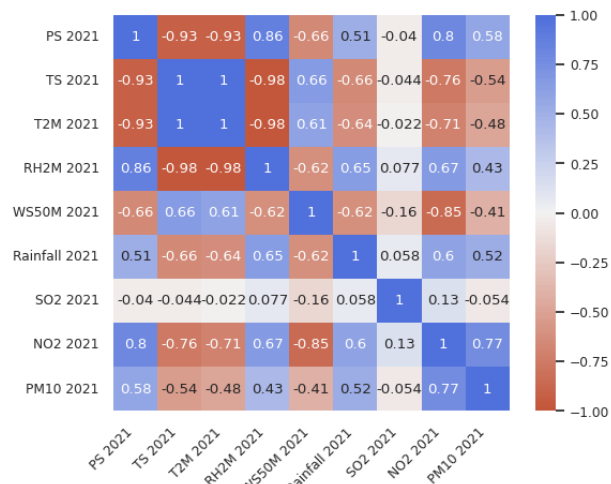 PS 2021 1 -0.93 -0.93 0.86 -0.66 0.51 -0.04 0.8 0.58
TS 2021 -0.93 1 1 -0.98 0.66 -0.66 -0.044 -0.76 -0.54
T2M 2021 -0.93 1 1 -0.98 0.61 -0.64 -0.022 -0.71 -0.48
RH2M 2021 0.86 -0.98 -0.98 1 -0.62 0.65 0.077 0.67 0.43
WS50M 2021 -0.66 0.66 0.61 -0.62 1 -0.62 -0.16 -0.85 -0.41
Rainfall 2021 0.51 -0.66 -0.64 0.65 -0.62 1 0.058 0.6 0.52
SO2 2021 -0.04 -0.044 -0.022 0.077 -0.16 0.058 1 0.13 -0.054
NO2 2021 0.8 -0.76 -0.71 0.67 -0.85 0.6 0.13 1 0.77
PM10 2021 0.58 -0.54 -0.48 0.43 -0.41 0.52 -0.054 0.77 1
PS 2021
TS 2021
T2M 2021
RH2M 2021
WS50M 2021
Rainfall 2021
SO2 2021
NO2 2021
PM10 2021
1.00
0.75
0.50
0.25
0.00
−0.25
−0.50
−0.75
−1.00